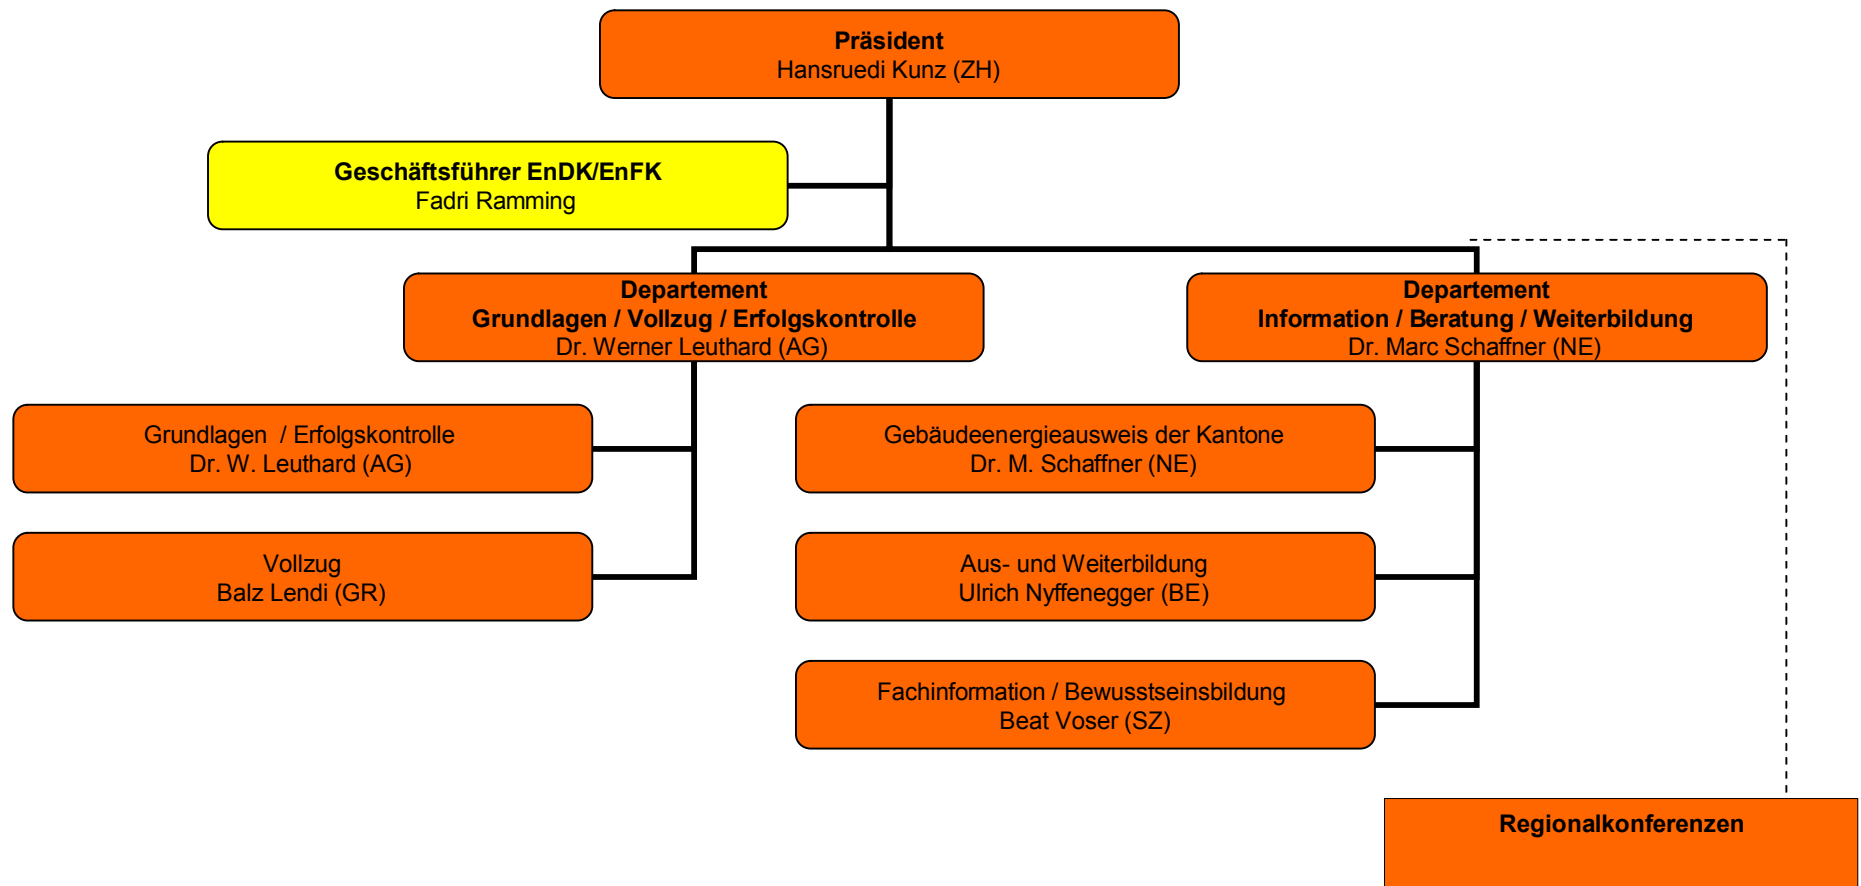 Präsident
Hansruedi Kunz (ZH)
Geschäftsführer EnDK/EnFK
Fadri Ramming
Departement
Grundlagen / Vollzug / Erfolgskontrolle
Dr. Werner Leuthard (AG)
Departement
Information / Beratung / Weiterbildung
Dr. Marc Schaffner (NE)
Grundlagen / Erfolgskontrolle
Dr. W. Leuthard (AG)
Vollzug
Balz Lendi (GR)
Gebäudeenergieausweis der Kantone
Dr. M. Schaffner (NE)
Aus- und Weiterbildung
Ulrich Nyffenegger (BE)
Fachinformation / Bewusstseinsbildung
Beat Voser (SZ)
Regionalkonferenzen